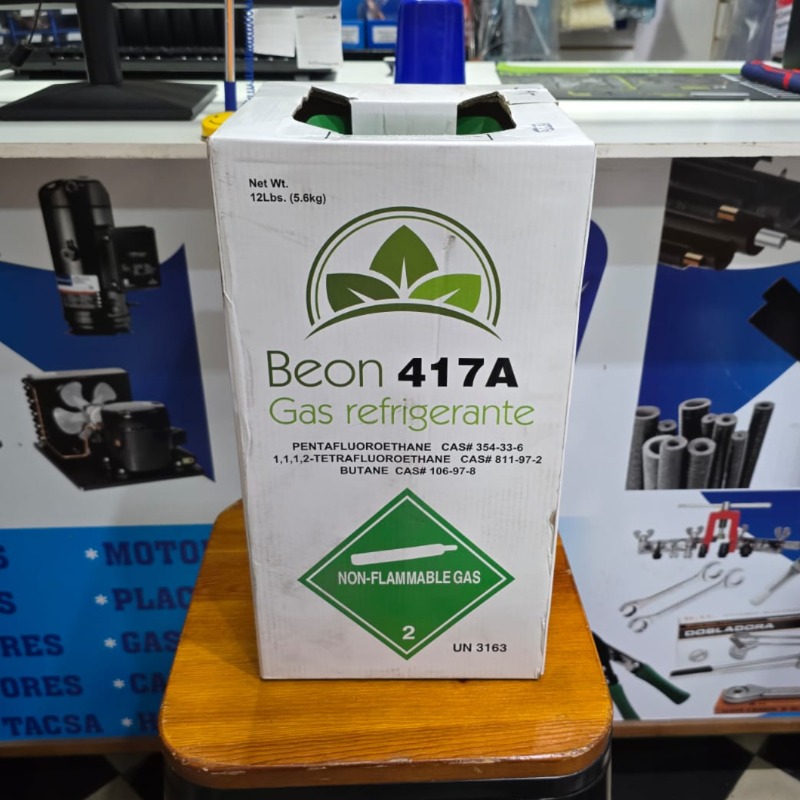 Net Wt.
12Lbs. (5.6kg)
Beon 417A
Gas refrigerante
PENTAFLUOROETHANE CAS# 354-33-6
1,1,1,2-TETRAFLUOROETHANE CAS# 811-97-2
BUTANE CAS# 106-97-8
NON-FLAMMABLE GAS
2
UN 3163
*MOTO
*PLAC
*GAS
*CA
TACSA *H
DOBLADORA